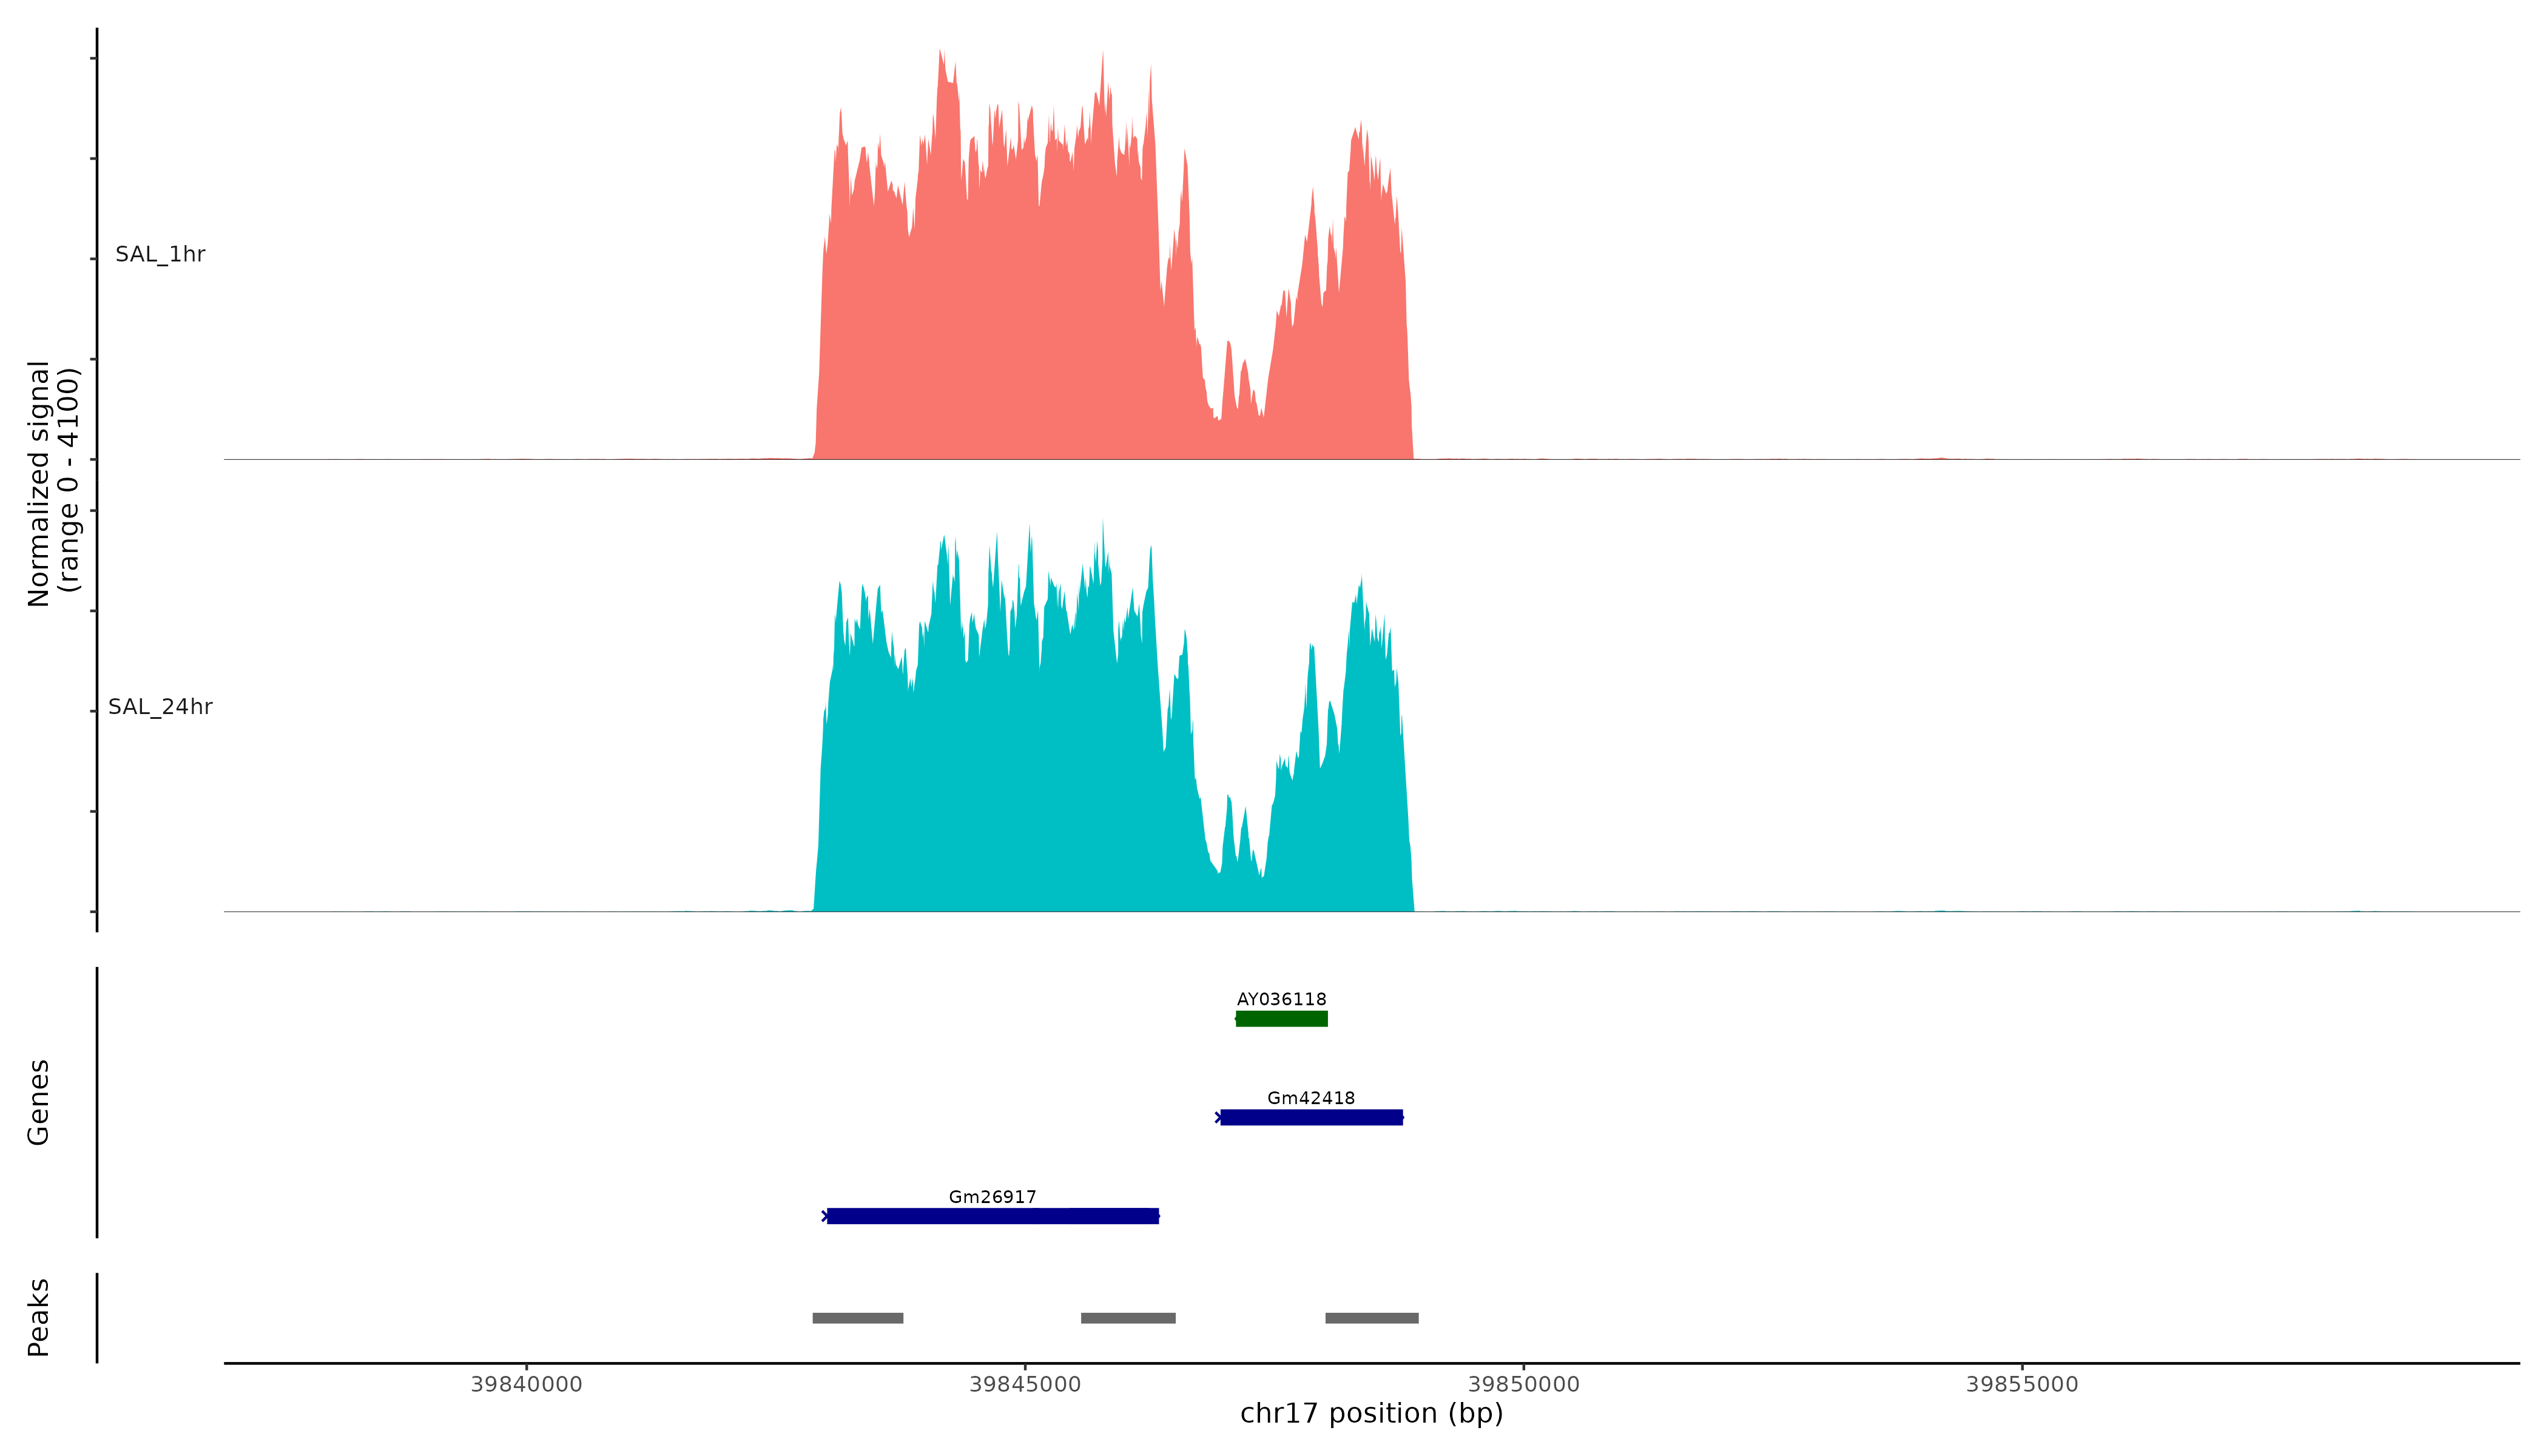 Normalized signal
(range 0 - 4100)
SAL_1hr
SAL_24hr
Genes
AY036118
Gm42418
Gm26917
Peaks
39840000 39845000 39850000 39855000
chr17 position (bp)